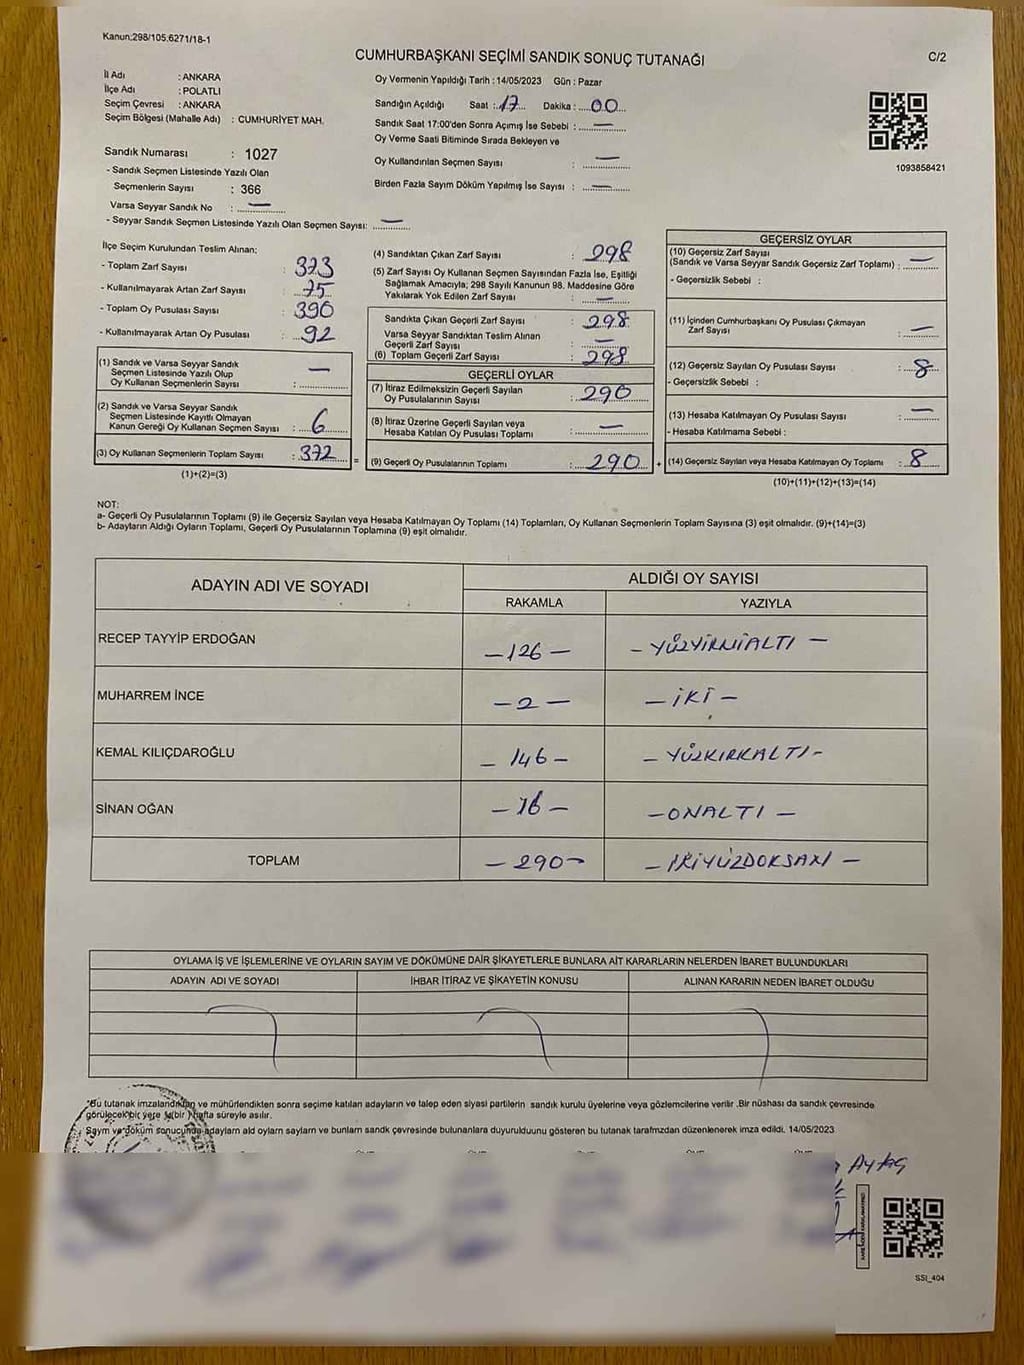 Kanun:298/105;6271/18-1
CUMHURBAŞKANI SEÇİMİ SANDIK SONUÇ TUTANAĞI
C/2
İl Adı : ANKARA
İlçe Adı : POLATLI
Seçim Çevresi : ANKARA
Seçim Bölgesi (Mahalle Adı) : CUMHURİYET MAH.
Sandık Numarası : 1027
- Sandık Seçmen Listesinde Yazılı Olan
Seçmenlerin Sayısı : 366
Varsa Seyyar Sandık No : —
- Seyyar Sandık Seçmen Listesinde Yazılı Olan Seçmen Sayısı: —
Oy Vermenin Yapıldığı Tarih : 14/05/2023 Gün : Pazar
Sandığın Açıldığı Saat : 17 Dakika : 00
Sandık Saat 17:00'den Sonra Açımış İse Sebebi : —
Oy Verme Saati Bitiminde Sırada Bekleyen ve
Oy Kullandırılan Seçmen Sayısı : —
Birden Fazla Sayım Döküm Yapılmış İse Sayısı : —
1093858421
İlçe Seçim Kurulundan Teslim Alınan:
- Toplam Zarf Sayısı : 373
- Kullanılmayarak Artan Zarf Sayısı : 75
- Toplam Oy Pusulası Sayısı : 390
- Kullanılmayarak Artan Oy Pusulası : 92
(1) Sandık ve Varsa Seyyar Sandık
Seçmen Listesinde Yazılı Olup
Oy Kullanan Seçmenlerin Sayısı : —
(2) Sandık ve Varsa Seyyar Sandık
Seçmen Listesinde Kayıtlı Olmayan
Kanun Gereği Oy Kullanan Seçmen Sayısı : 6
(3) Oy Kullanan Seçmenlerin Toplam Sayısı : 372
(1)+(2)=(3)
=
(4) Sandıktan Çıkan Zarf Sayısı : 298
(5) Zarf Sayısı Oy Kullanan Seçmen Sayısından Fazla İse, Eşitliği
Sağlamak Amacıyla; 298 Sayılı Kanunun 98. Maddesine Göre
Yakılarak Yok Edilen Zarf Sayısı : —
Sandıkta Çıkan Geçerli Zarf Sayısı : 298
Varsa Seyyar Sandıktan Teslim Alınan
Geçerli Zarf Sayısı : —
(6) Toplam Geçerli Zarf Sayısı : 298
GEÇERLİ OYLAR
(7) İtiraz Edilmeksizin Geçerli Sayılan
Oy Pusulalarının Sayısı : 290
(8) İtiraz Üzerine Geçerli Sayılan veya
Hesaba Katılan Oy Pusulası Toplamı : —
(9) Geçerli Oy Pusulalarının Toplamı : 290
+
GEÇERSİZ OYLAR
(10) Geçersiz Zarf Sayısı
(Sandık ve Varsa Seyyar Sandık Geçersiz Zarf Toplamı) : —
- Geçersizlik Sebebi :
(11) İçinden Cumhurbaşkanı Oy Pusulası Çıkmayan
Zarf Sayısı : —
(12) Geçersiz Sayılan Oy Pusulası Sayısı : 8
- Geçersizlik Sebebi :
(13) Hesaba Katılmayan Oy Pusulası Sayısı : —
- Hesaba Katılmama Sebebi :
(14) Geçersiz Sayılan veya Hesaba Katılmayan Oy Toplamı : 8
(10)+(11)+(12)+(13)=(14)
NOT:
a- Geçerli Oy Pusulalarının Toplamı (9) ile Geçersiz Sayılan veya Hesaba Katılmayan Oy Toplamı (14) Toplamları, Oy Kullanan Seçmenlerin Toplam Sayısına (3) eşit olmalıdır. (9)+(14)=(3)
b- Adayların Aldığı Oyların Toplamı, Geçerli Oy Pusulalarının Toplamına (9) eşit olmalıdır.
ADAYIN ADI VE SOYADI
ALDIĞI OY SAYISI
RAKAMLA YAZIYLA
RECEP TAYYİP ERDOĞAN —126— — YÜZYİRMİALTI —
MUHARREM İNCE —2— — İKİ —
KEMAL KILIÇDAROĞLU — 146 — — YÜZKIRKALTI —
SİNAN OĞAN —16— — ONALTI —
TOPLAM — 290 — — İKİYÜZDOKSAN —
OYLAMA İŞ VE İŞLEMLERİNE VE OYLARIN SAYIM VE DÖKÜMÜNE DAİR ŞİKAYETLERLE BUNLARA AİT KARARLARIN NELERDEN İBARET BULUNDUKLARI
ADAYIN ADI VE SOYADI İHBAR İTİRAZ VE ŞİKAYETİN KONUSU ALINAN KARARIN NEDEN İBARET OLDUĞU
"Bu tutanak imzalandıktan ve mühürlendikten sonra seçime katılan adayların ve talep eden siyasi partilerin sandık kurulu üyelerine veya gözlemcilerine verilir .Bir nüshası da sandık çevresinde
görülecek bir yere 1 (bir ) hafta süreyle asılır.
Sayım ve döküm sonucunda adayların aldı oyların sayların ve bunların sandk çevresinde bulunanlara duyurulduunu gösteren bu tutanak tarafmzdan düzenlenerek imza edildi. 14/05/2023
Aytaç
SSI_404